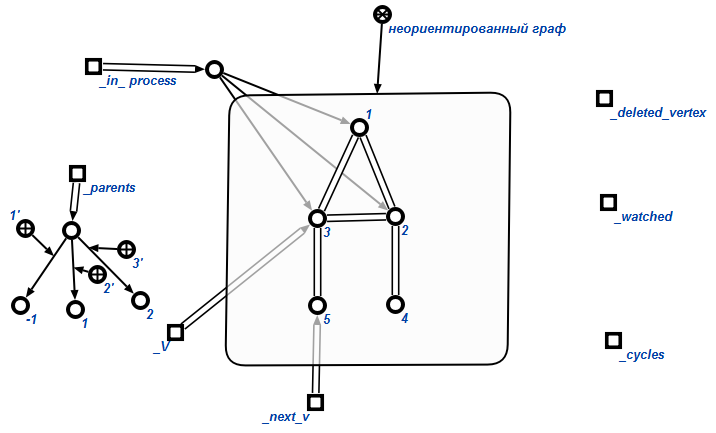 неориентированный граф
_in_ process
_deleted_vertex
1
_parents
1'
_watched
3
2
3'
2'
-1
1
2
5
4
_V
_cycles
_next_v